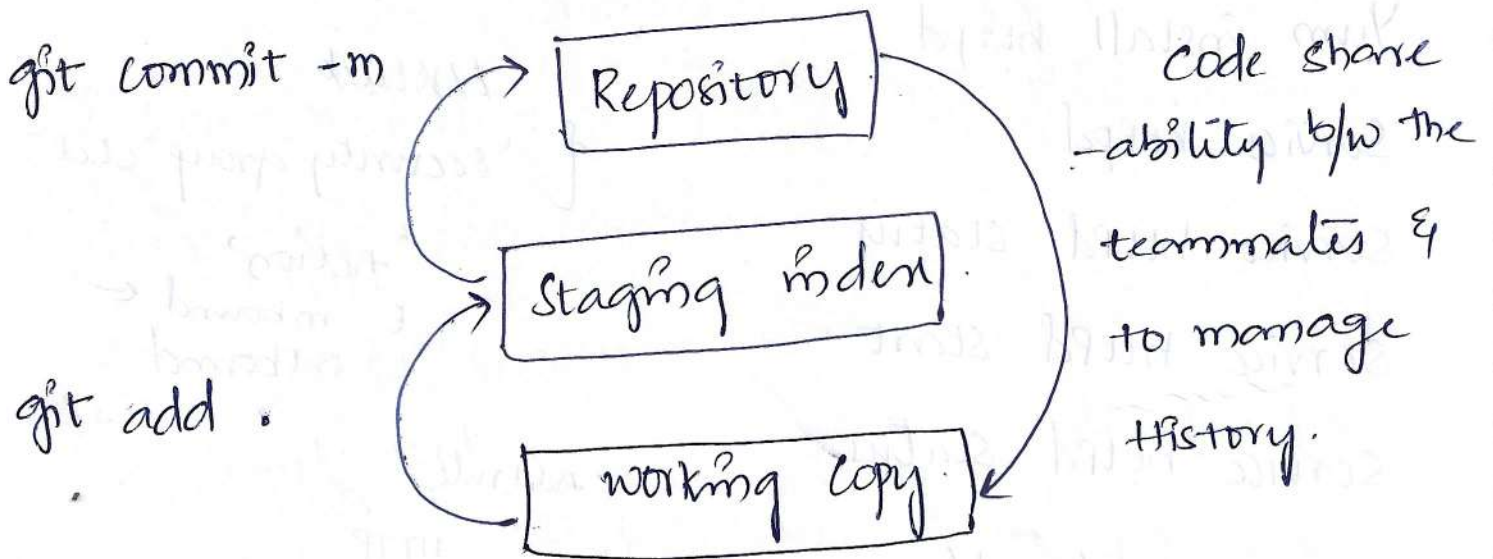 git commit -m
Repository
code share
-ability b/w the
teammates &
to manage
History.
Staging index
git add .
working copy.